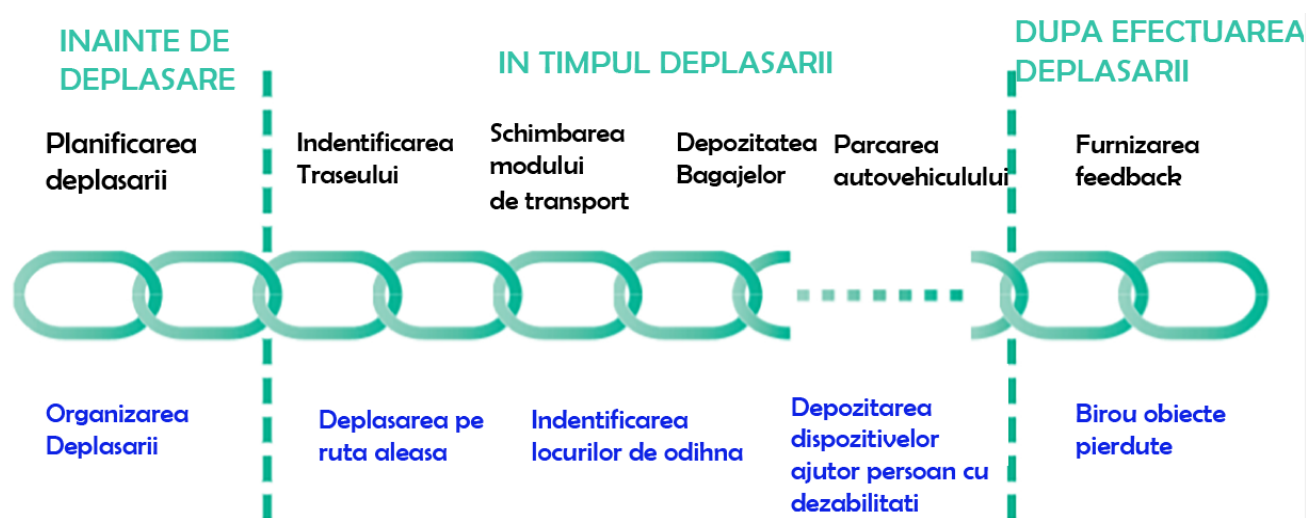 INAINTE DE
DEPLASARE
IN TIMPUL DEPLASARII
DUPA EFECTUAREA
DEPLASARII
Planificarea
deplasarii
Indentificarea
Traseului
Schimbarea
modului
de transport
Depozitatea
Bagajelor
Parcarea
autovehiculului
Furnizarea
feedback
Organizarea
Deplasarii
Deplasarea pe
ruta aleasa
Indentificarea
locurilor de odihna
Depozitarea
dispozitivelor
ajutor persoan cu
dezabilitati
Birou obiecte
pierdute